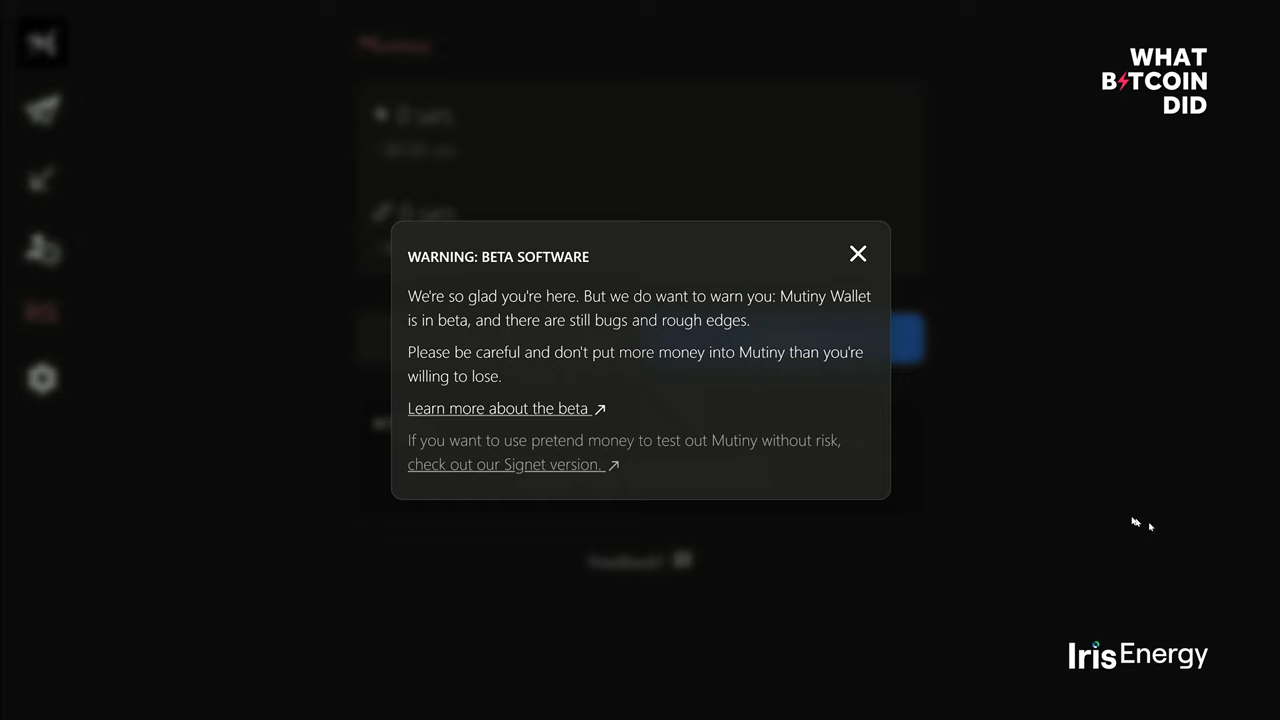 WHAT
BITCOIN
DID
WARNING: BETA SOFTWARE
We're so glad you're here. But we do want to warn you: Mutiny Wallet
is in beta, and there are still bugs and rough edges.
Please be careful and don't put more money into Mutiny than you're
willing to lose.
Learn more about the beta
If you want to use pretend money to test out Mutiny without risk,
check out our Signet version.
Iris Energy